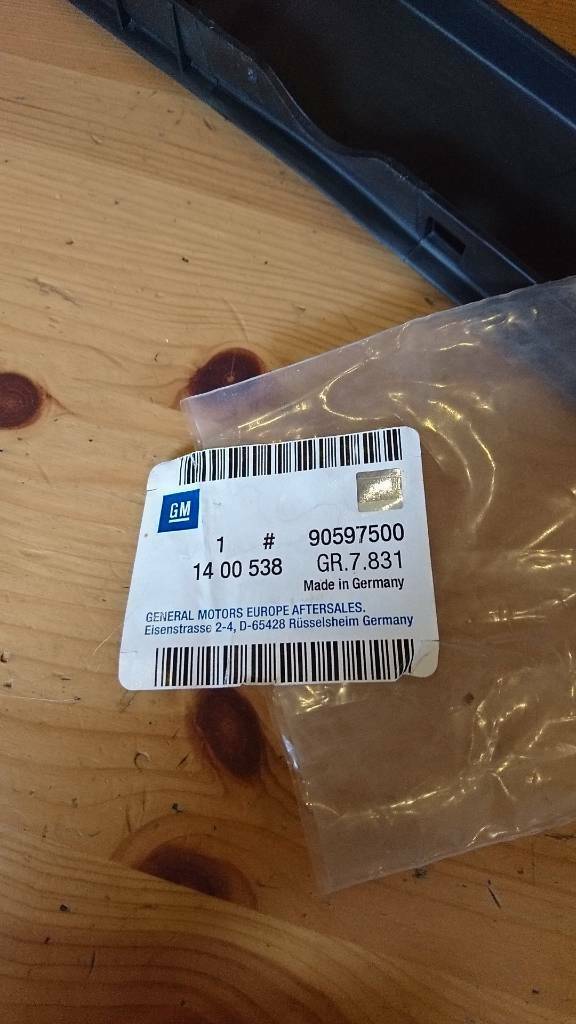 GM
1 # 90597500
14 00 538 GR.7.831
Made in Germany
GENERAL MOTORS EUROPE AFTERSALES.
Eisenstrasse 2-4, D-65428 Rüsselsheim Germany